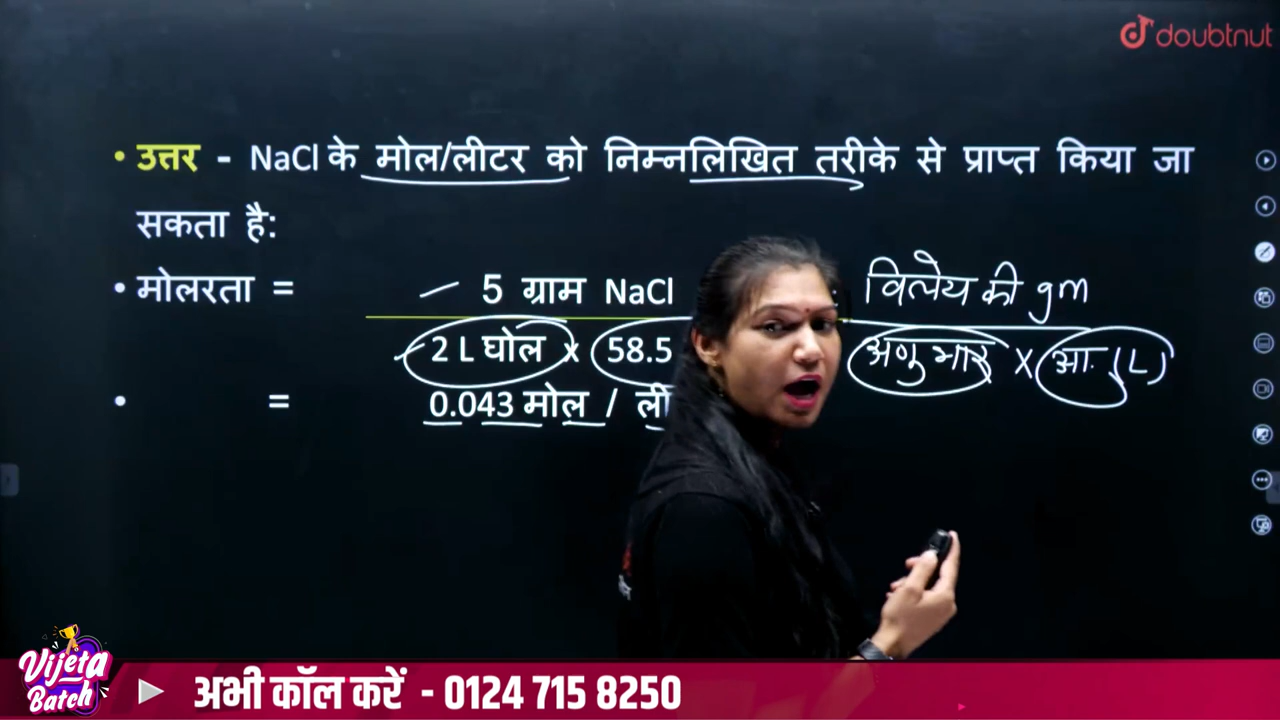 doubtnut
• उत्तर - NaCl के मोल/लीटर को निम्नलिखित तरीके से प्राप्त किया जा
सकता है:
• मोलरता = 5 ग्राम NaCl विलेय की gm
2 L घोल x 58.5 अणु भार x आ. (L)
• = 0.043 मोल / ली
Vijeta Batch
अभी कॉल करें - 0124 715 8250